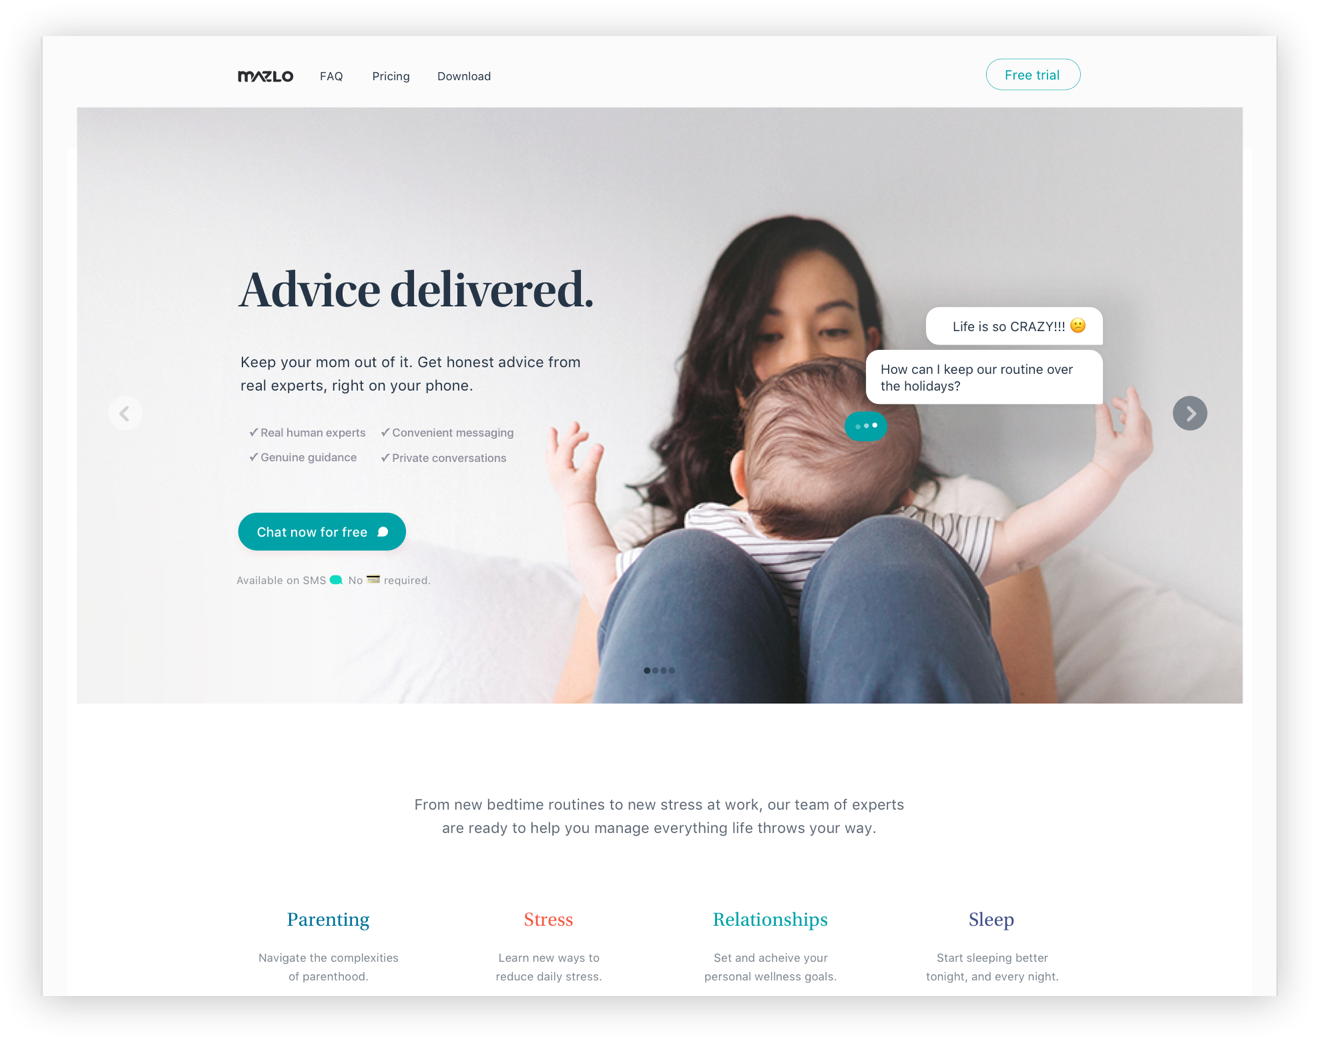 MAZLO
FAQ
Pricing
Download
Free trial
Advice delivered.
Keep your mom out of it. Get honest advice from
real experts, right on your phone.
✓ Real human experts
✓ Convenient messaging
✓ Genuine guidance
✓ Private conversations
Chat now for free
Available on SMS 💬 No 💳 required.
Life is so CRAZY!!! 😕
How can I keep our routine over
the holidays?
From new bedtime routines to new stress at work, our team of experts
are ready to help you manage everything life throws your way.
Parenting
Navigate the complexities
of parenthood.
Stress
Learn new ways to
reduce daily stress.
Relationships
Set and acheive your
personal wellness goals.
Sleep
Start sleeping better
tonight, and every night.